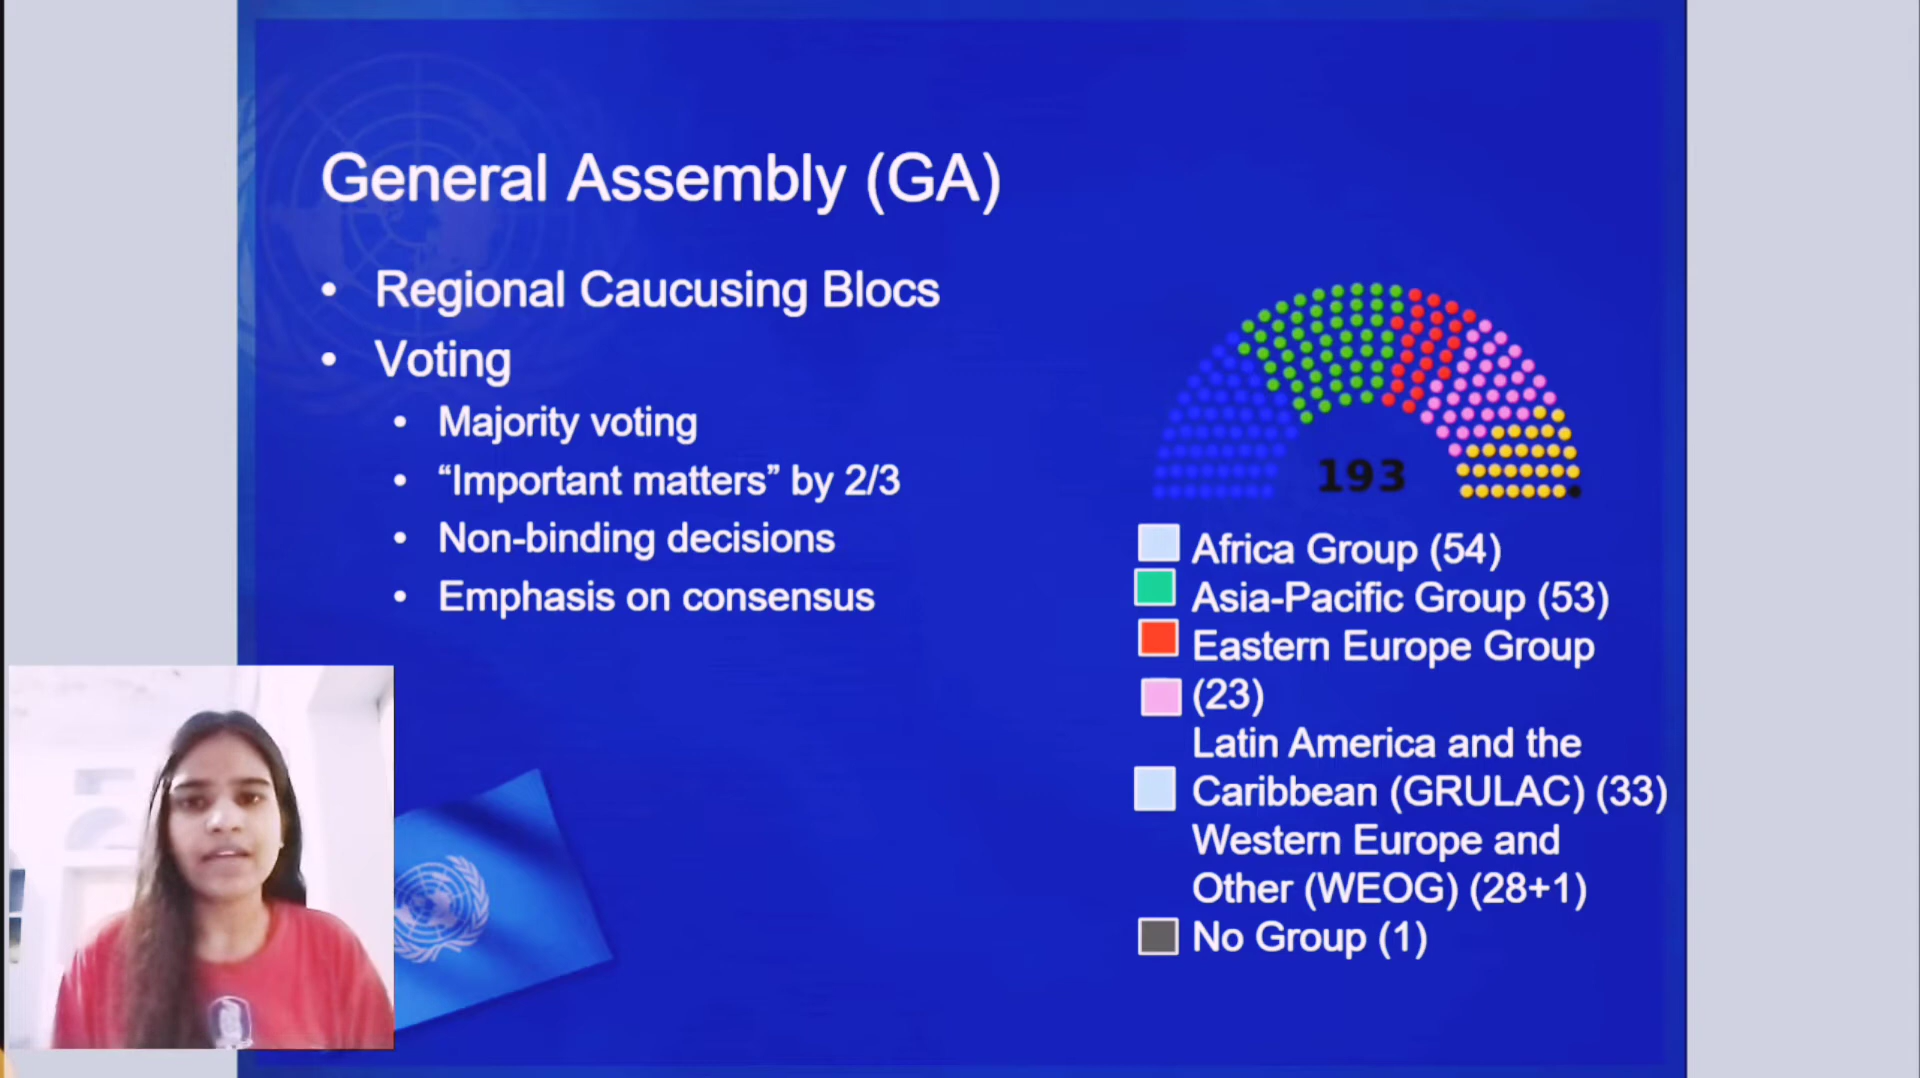 General Assembly (GA)
• Regional Caucusing Blocs
• Voting
• Majority voting
• “Important matters” by 2/3
• Non-binding decisions
• Emphasis on consensus
193
Africa Group (54)
Asia-Pacific Group (53)
Eastern Europe Group
(23)
Latin America and the
Caribbean (GRULAC) (33)
Western Europe and
Other (WEOG) (28+1)
No Group (1)